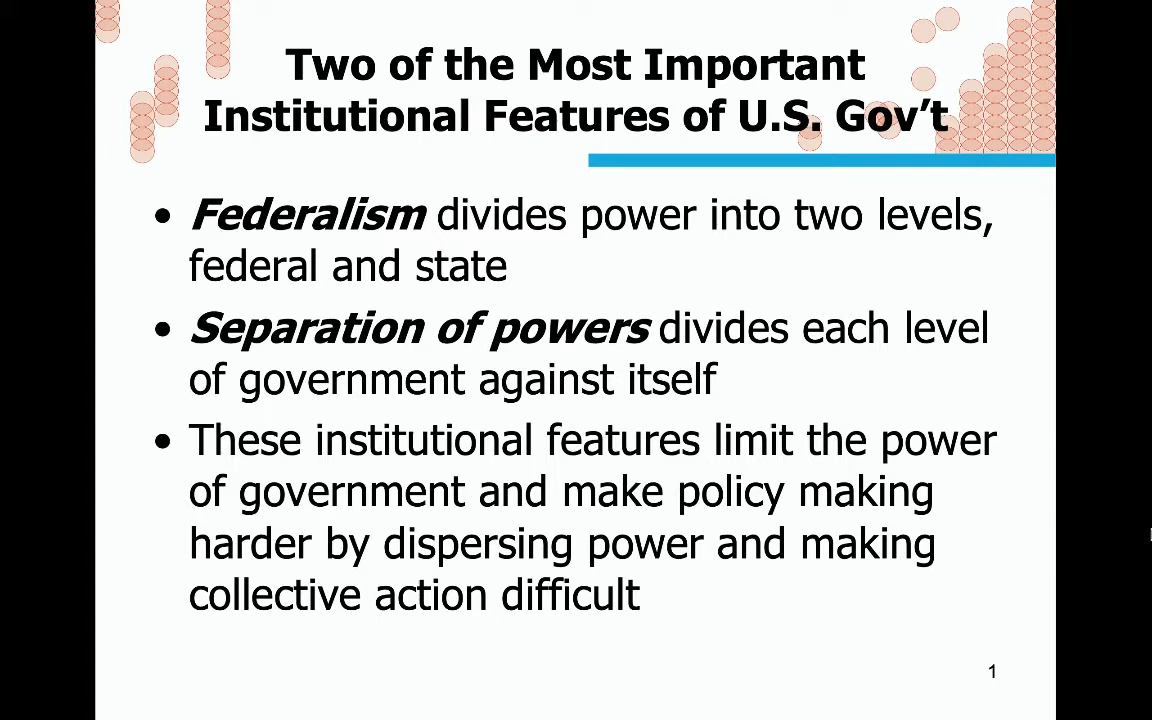 Two of the Most Important
Institutional Features of U.S. Gov’t
• Federalism divides power into two levels,
federal and state
• Separation of powers divides each level
of government against itself
• These institutional features limit the power
of government and make policy making
harder by dispersing power and making
collective action difficult
1